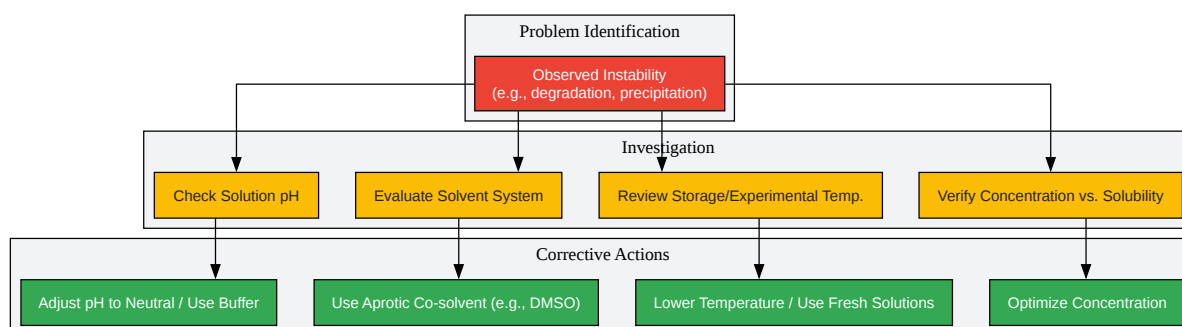 Problem Identification
Observed Instability
(e.g., degradation, precipitation)
Investigation
Check Solution pH
Evaluate Solvent System
Review Storage/Experimental Temp.
Verify Concentration vs. Solubility
Corrective Actions
Adjust pH to Neutral / Use Buffer
Use Aprotic Co-solvent (e.g., DMSO)
Lower Temperature / Use Fresh Solutions
Optimize Concentration